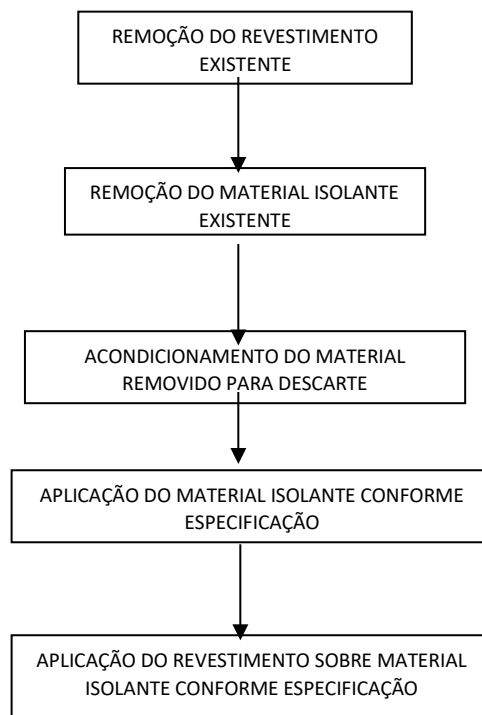 REMOÇÃO DO REVESTIMENTO
EXISTENTE
REMOÇÃO DO MATERIAL ISOLANTE
EXISTENTE
ACONDICIONAMENTO DO MATERIAL
REMOVIDO PARA DESCARTE
APLICAÇÃO DO MATERIAL ISOLANTE CONFORME
ESPECIFICAÇÃO
APLICAÇÃO DO REVESTIMENTO SOBRE MATERIAL
ISOLANTE CONFORME ESPECIFICAÇÃO